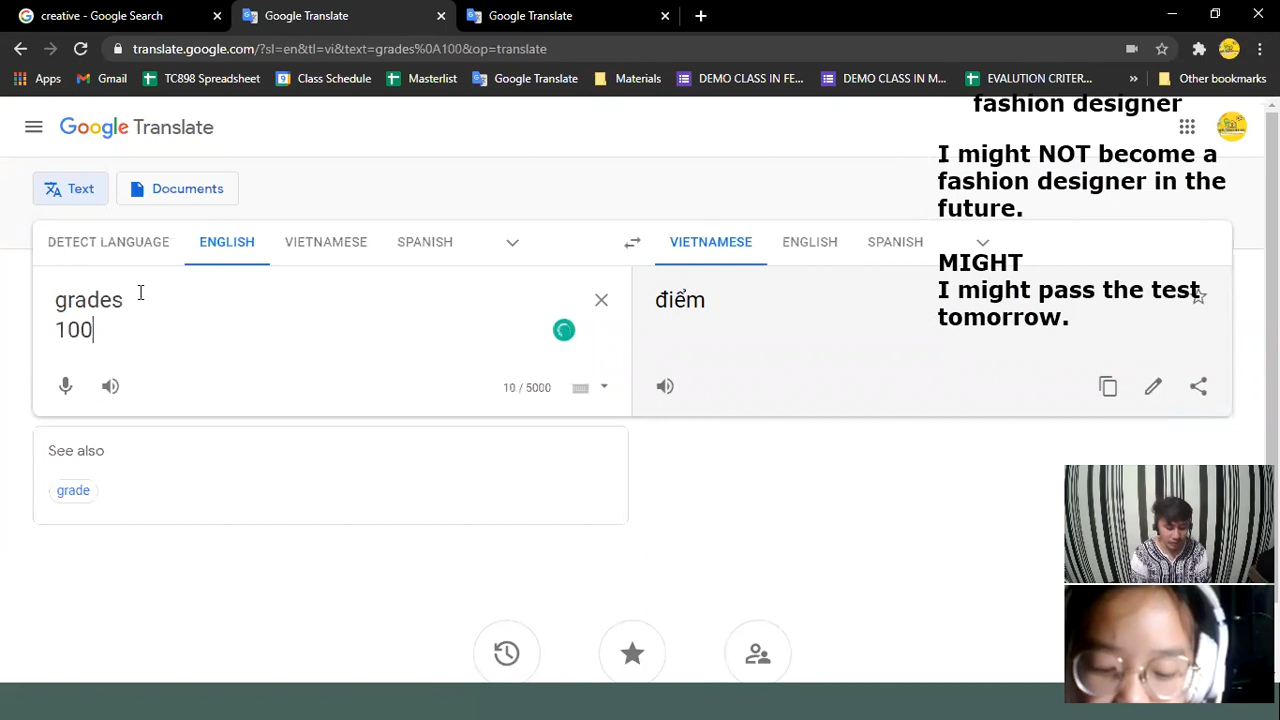 creative - Google Search
Google Translate
Google Translate
translate.google.com/?sl=en&tl=vi&text=grades%0A100&op=translate
Apps
Gmail
TC898 Spreadsheet
Class Schedule
Masterlist
Google Translate
Materials
DEMO CLASS IN FE...
DEMO CLASS IN M...
EVALUTION CRITER...
»
Other bookmarks
fashion designer
Google Translate
I might NOT become a
fashion designer in the
future.
Text
Documents
DETECT LANGUAGE
ENGLISH
VIETNAMESE
SPANISH
VIETNAMESE
ENGLISH
SPANISH
MIGHT
I might pass the test
tomorrow.
grades
100
điểm
10 / 5000
See also
grade